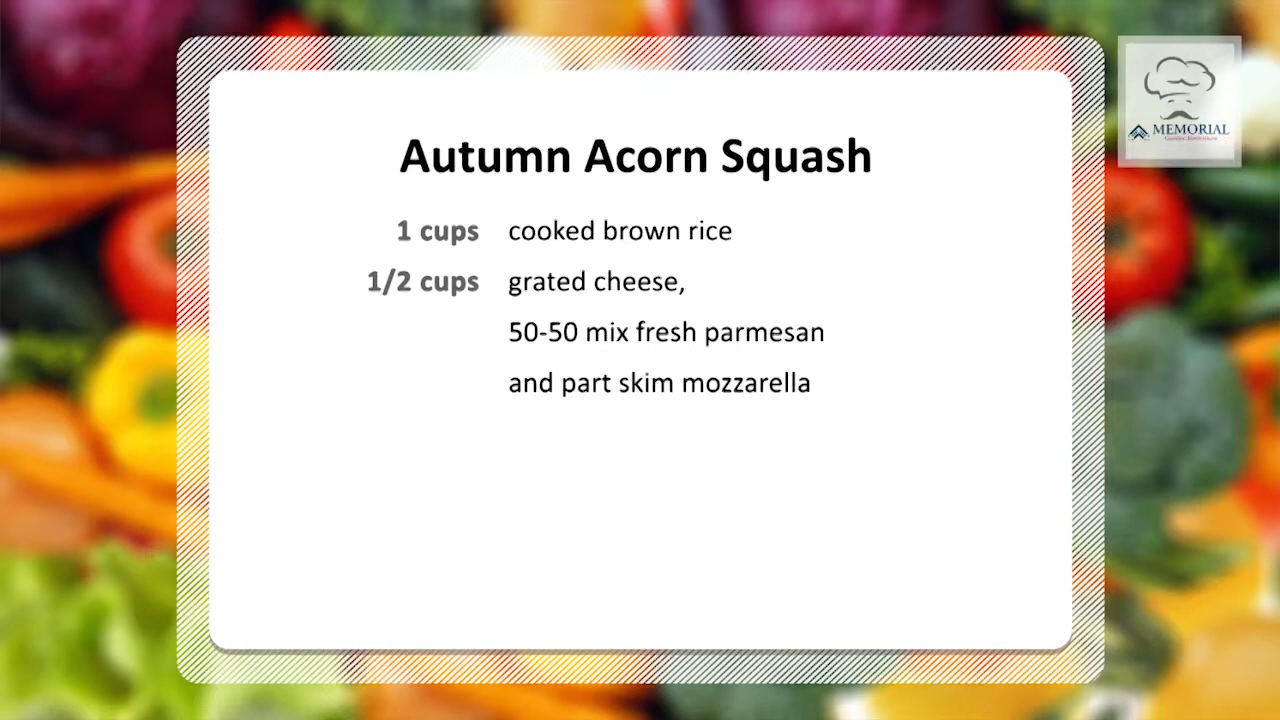 Autumn Acorn Squash
1 cups cooked brown rice
1/2 cups grated cheese,
50-50 mix fresh parmesan
and part skim mozzarella
MEMORIAL